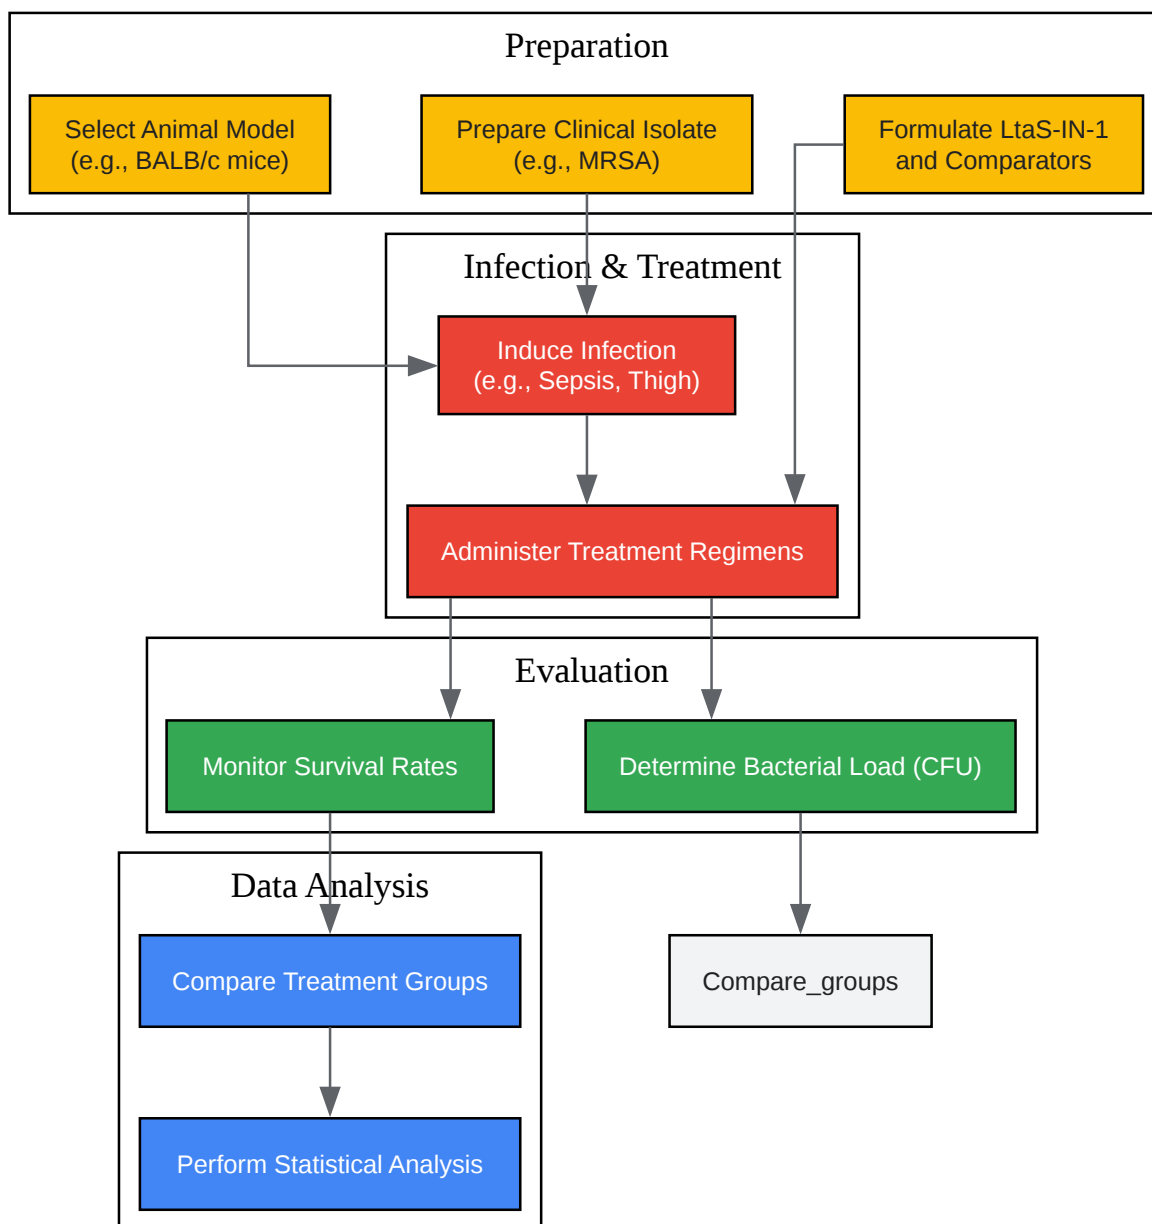 Preparation
Select Animal Model
(e.g., BALB/c mice)
Prepare Clinical Isolate
(e.g., MRSA)
Formulate LtaS-IN-1
and Comparators
Infection & Treatment
Induce Infection
(e.g., Sepsis, Thigh)
Administer Treatment Regimens
Evaluation
Monitor Survival Rates
Determine Bacterial Load (CFU)
Data Analysis
Compare Treatment Groups
Compare_groups
Perform Statistical Analysis